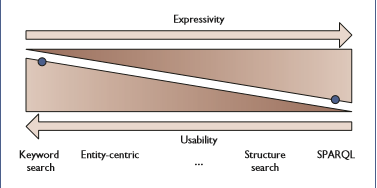 Expressivity
Usability
Keyword search
Entity-centric
...
Structure search
SPARQL